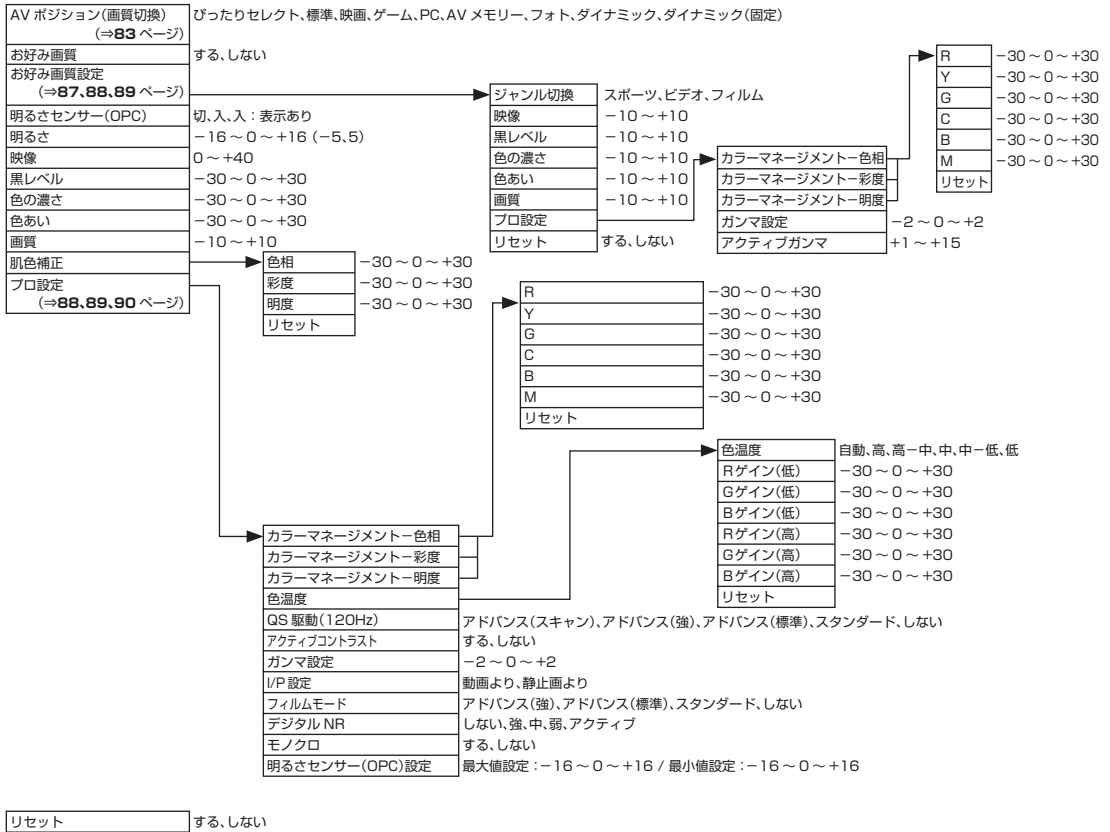 AV ポジション(画質切換) びったりセレクト、標準、映画、ゲーム、PC、AV メモリー、フォト、ダイナミック、ダイナミック(固定)
(⇒83 ページ)
お好み画質 する、しない
お好み画質設定
(⇒87、88、89 ページ)
明るさセンサー(OPC) 切、入、入：表示あり
明るさ −16～0～+16 (−5、5)
映像 0～+40
黒レベル −30～0～+30
色の濃さ −30～0～+30
色あい −30～0～+30
画質 −10～+10
肌色補正
プロ設定
(⇒88、89、90 ページ)
ジャンル切換 スポーツ、ビデオ、フィルム
映像 −10～+10
黒レベル −10～+10
色の濃さ −10～+10
色あい −10～+10
画質 −10～+10
プロ設定
リセット する、しない
カラーマネージメント−色相
カラーマネージメント−彩度
カラーマネージメント−明度
ガンマ設定 −2～0～+2
アクティブガンマ +1～+15
R −30～0～+30
Y −30～0～+30
G −30～0～+30
C −30～0～+30
B −30～0～+30
M −30～0～+30
リセット
色相 −30～0～+30
彩度 −30～0～+30
明度 −30～0～+30
リセット
R −30～0～+30
Y −30～0～+30
G −30～0～+30
C −30～0～+30
B −30～0～+30
M −30～0～+30
リセット
色温度 自動、高、高−中、中、中−低、低
Rゲイン(低) −30～0～+30
Gゲイン(低) −30～0～+30
Bゲイン(低) −30～0～+30
Rゲイン(高) −30～0～+30
Gゲイン(高) −30～0～+30
Bゲイン(高) −30～0～+30
リセット
カラーマネージメント−色相
カラーマネージメント−彩度
カラーマネージメント−明度
色温度
QS 駆動(120Hz) アドバンス(スキャン)、アドバンス(強)、アドバンス(標準)、スタンダード、しない
アクティブコントラスト する、しない
ガンマ設定 −2～0～+2
I/P 設定 動画より、静止画より
フィルムモード アドバンス(強)、アドバンス(標準)、スタンダード、しない
デジタル NR しない、強、中、弱、アクティブ
モノクロ する、しない
明るさセンサー(OPC)設定 最大値設定：−16～0～+16 / 最小値設定：−16～0～+16
リセット する、しない